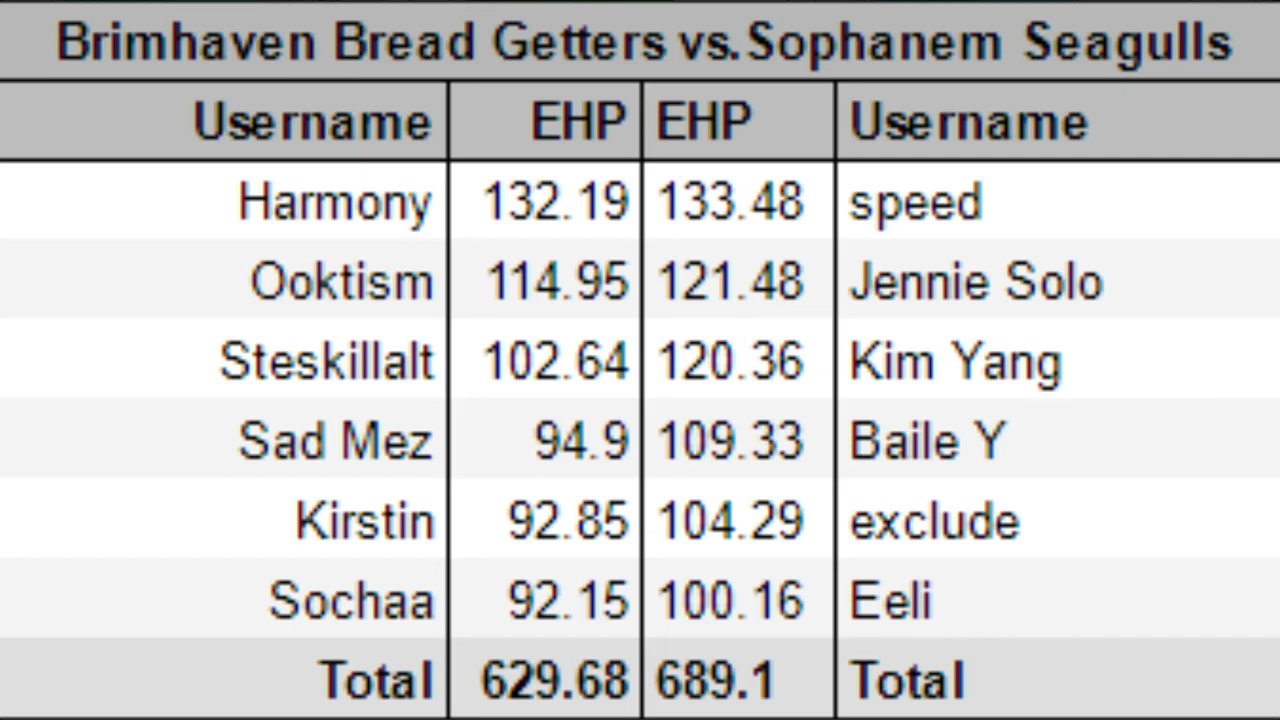 Brimhaven Bread Getters vs. Sophanem Seagulls
Username EHP EHP Username
Harmony 132.19 133.48 speed
Ooktism 114.95 121.48 Jennie Solo
Steskillalt 102.64 120.36 Kim Yang
Sad Mez 94.9 109.33 Baile Y
Kirstin 92.85 104.29 exclude
Sochaa 92.15 100.16 Eeli
Total 629.68 689.1 Total